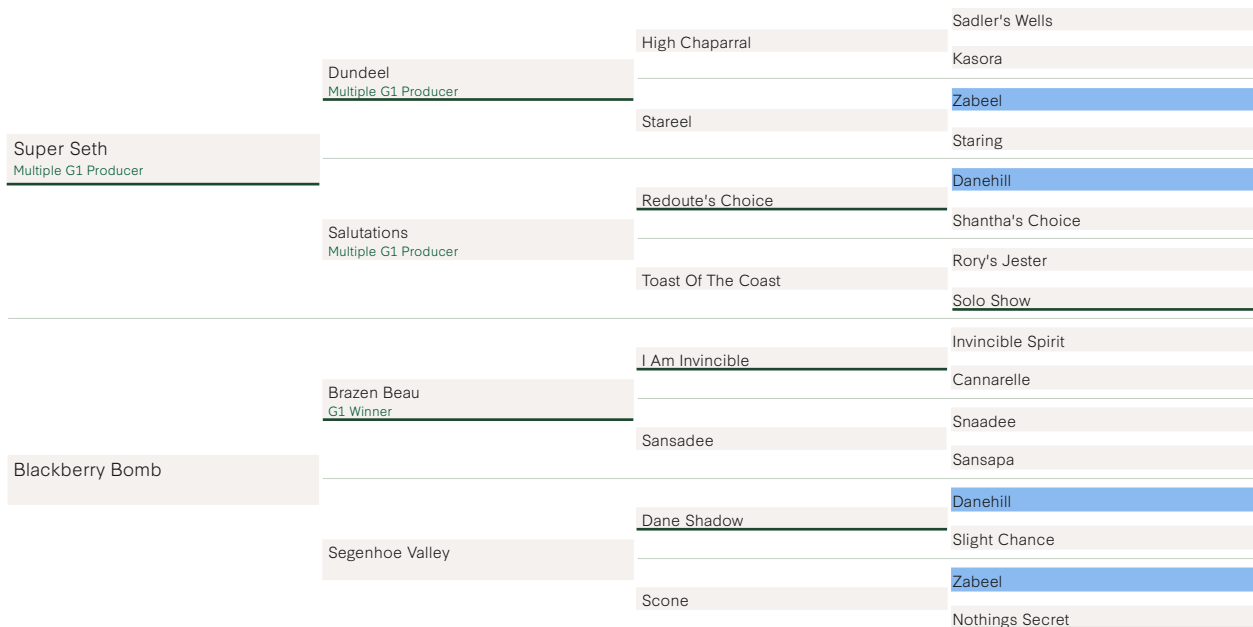 Super Seth
Multiple G1 Producer
Dundeel
Multiple G1 Producer
High Chaparral
Sadler's Wells
Kasora
Stareel
Zabeel
Staring
Salutations
Multiple G1 Producer
Redoute's Choice
Danehill
Shantha's Choice
Toast Of The Coast
Rory's Jester
Solo Show
Blackberry Bomb
Brazen Beau
G1 Winner
I Am Invincible
Invincible Spirit
Cannarelle
Sansadee
Snaadee
Sansapa
Segenhoe Valley
Dane Shadow
Danehill
Slight Chance
Scone
Zabeel
Nothings Secret